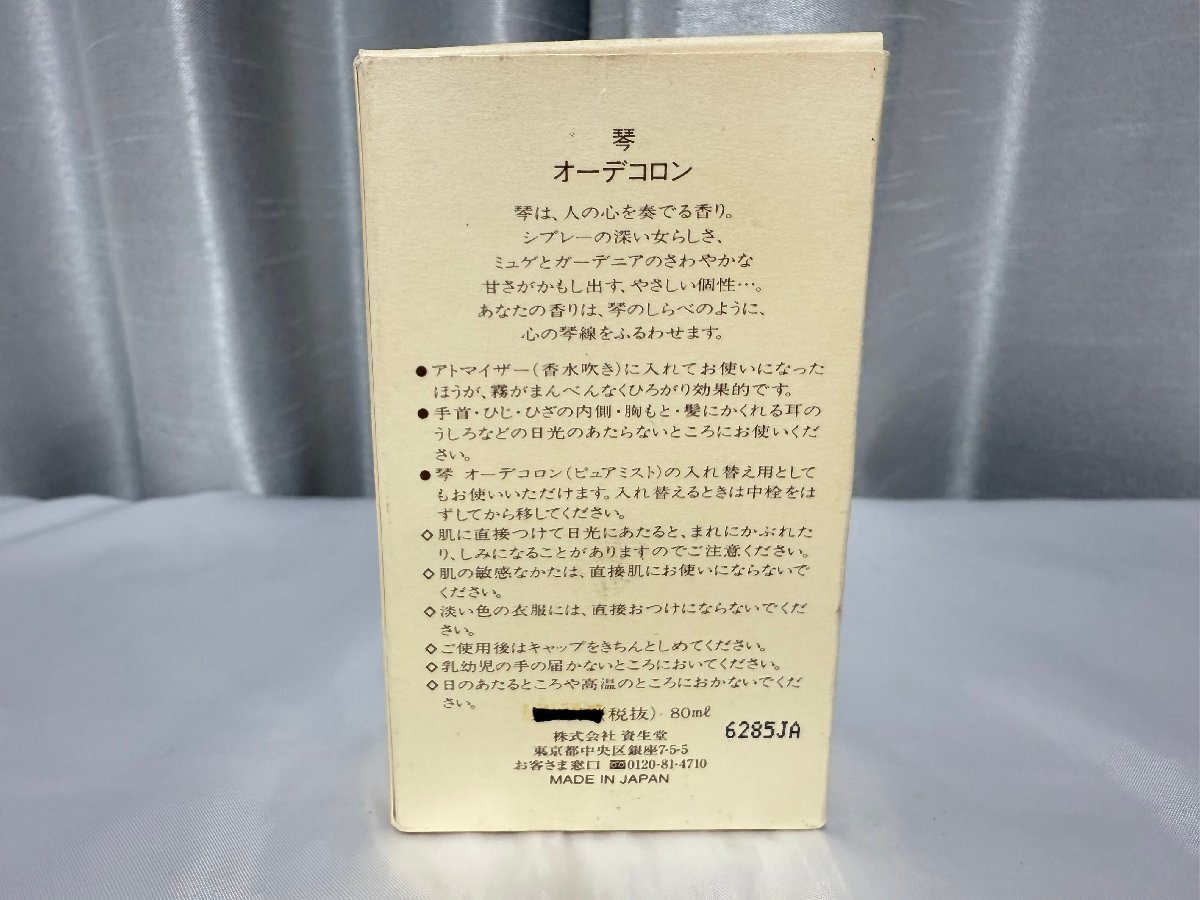 琴
オーデコロン
琴は、人の心を奏でる香り。
シプレーの深い女らしさ、
ミュゲとガーデニアのさわやかな
甘さがかもし出す、やさしい個性…。
あなたの香りは、琴のしらべのように、
心の琴線をふるわせます。
●アトマイザー(香水吹き)に入れてお使いになった
ほうが、霧がまんべんなくひろがり効果的です。
●手首・ひじ・ひざの内側・胸もと・髪にかくれる耳の
うしろなどの日光のあたらないところにお使いくだ
さい。
●琴 オーデコロン(ピュアミスト)の入れ替え用として
もお使いいただけます。入れ替えるときは中栓をは
ずしてから移してください。
◇肌に直接つけて日光にあたると、まれにかぶれた
り、しみになることがありますのでご注意ください。
◇肌の敏感なかたは、直接肌にお使いにならないで
ください。
◇淡い色の衣服には、直接おつけにならないでくだ
さい。
◇ご使用後はキャップをきちんとしめてください。
◇乳幼児の手の届かないところにおいてください。
◇日のあたるところや高温のところにおかないでくだ
さい。
(税抜)・80mℓ
株式会社 資生堂
6285JA
東京都中央区銀座7-5-5
お客さま窓口 0120-81-4710
MADE IN JAPAN